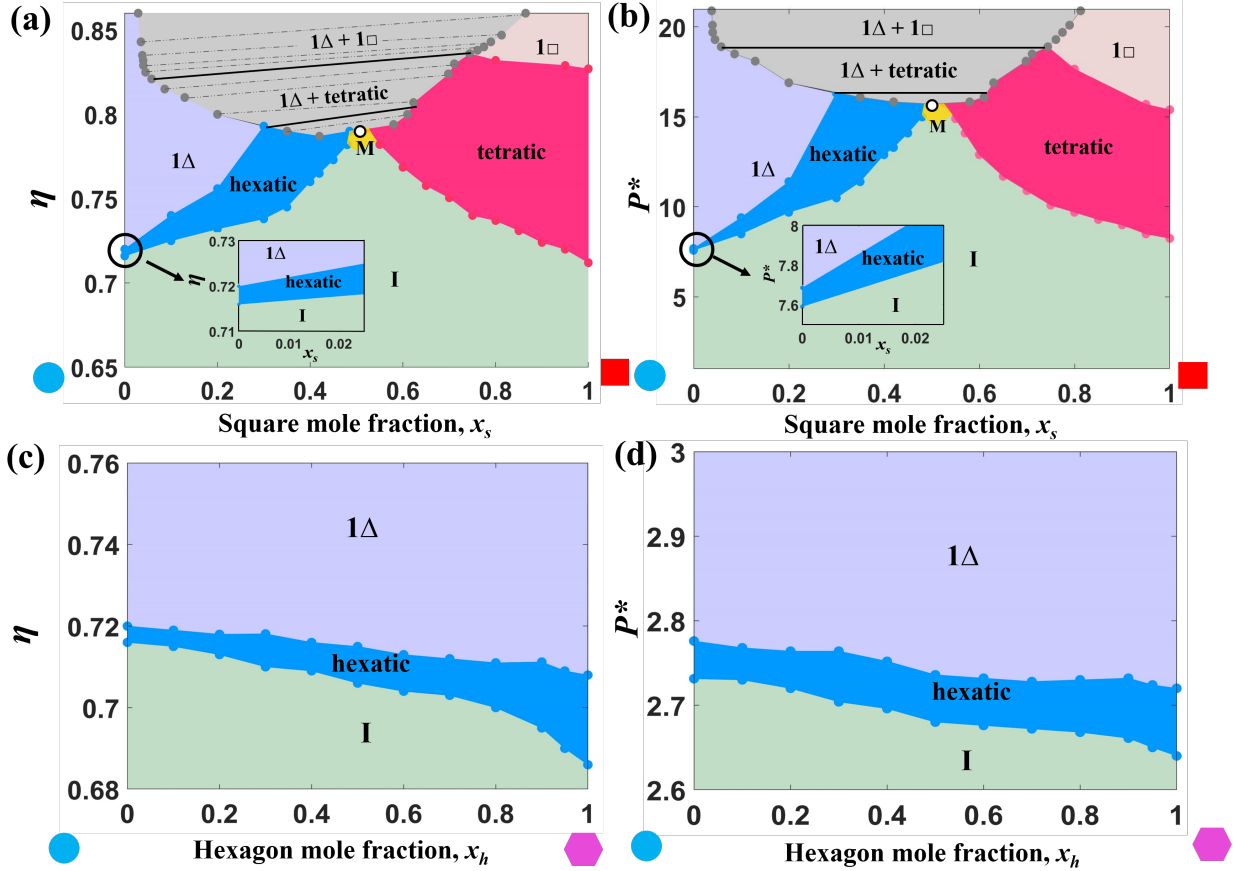 (a)
0.85
0.8
0.75
0.7
0.65
η
1Δ + 1□
1□
1Δ + tetratic
M
1Δ
hexatic
tetratic
I
0.73
0.72
0.71
η
1Δ
hexatic
I
0 0.01 0.02
x_s
0 0.2 0.4 0.6 0.8 1
Square mole fraction, x_s
(b)
20
15
10
5
P*
1Δ + 1□
1Δ + tetratic
M
1Δ
hexatic
tetratic
I
8
7.8
7.6
P*
1Δ
hexatic
I
0 0.01 0.02
x_s
0 0.2 0.4 0.6 0.8 1
Square mole fraction, x_s
(c)
0.76
0.74
0.72
0.7
0.68
η
1Δ
hexatic
I
0 0.2 0.4 0.6 0.8 1
Hexagon mole fraction, x_h
(d)
3
2.9
2.8
2.7
2.6
P*
1Δ
hexatic
I
0 0.2 0.4 0.6 0.8 1
Hexagon mole fraction, x_h